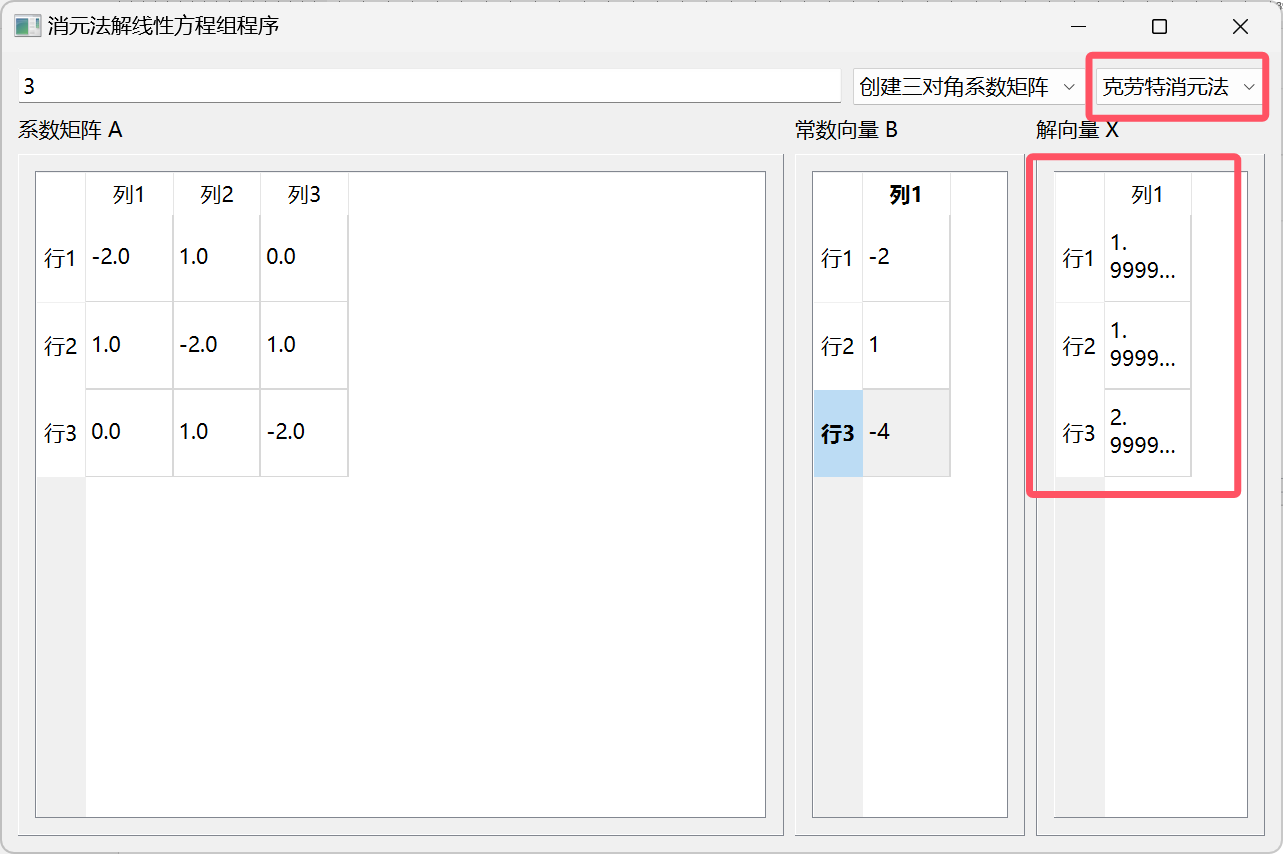 消元法解线性方程组程序
3 创建三对角系数矩阵 克劳特消元法
系数矩阵 A 常数向量 B 解向量 X
列1 列2 列3 列1 列1
行1 -2.0 1.0 0.0 行1 -2 行1 1.9999...
行2 1.0 -2.0 1.0 行2 1 行2 1.9999...
行3 0.0 1.0 -2.0 行3 -4 行3 2.9999...